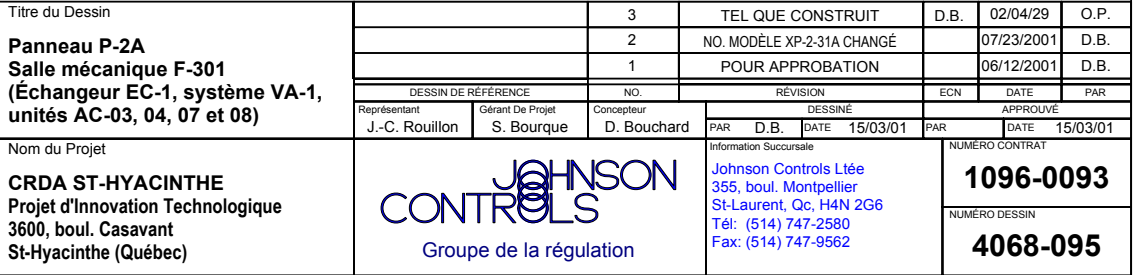 Titre du Dessin
Panneau P-2A
Salle mécanique F-301
(Échangeur EC-1, système VA-1,
unités AC-03, 04, 07 et 08)
3 TEL QUE CONSTRUIT D.B. 02/04/29 O.P.
2 NO. MODÈLE XP-2-31A CHANGÉ 07/23/2001 D.B.
1 POUR APPROBATION 06/12/2001 D.B.
DESSIN DE RÉFÉRENCE NO. RÉVISION ECN DATE PAR
Représentant Gérant De Projet Concepteur DESSINÉ APPROUVÉ
J.-C. Rouillon S. Bourque D. Bouchard PAR D.B. DATE 15/03/01 PAR DATE 15/03/01
Nom du Projet
CRDA ST-HYACINTHE
Projet d'Innovation Technologique
3600, boul. Casavant
St-Hyacinthe (Québec)
JOHNSON
CONTROLS
Groupe de la régulation
Information Succursale
Johnson Controls Ltée
355, boul. Montpellier
St-Laurent, Qc, H4N 2G6
Tél: (514) 747-2580
Fax: (514) 747-9562
NUMÉRO CONTRAT
1096-0093
NUMÉRO DESSIN
4068-095